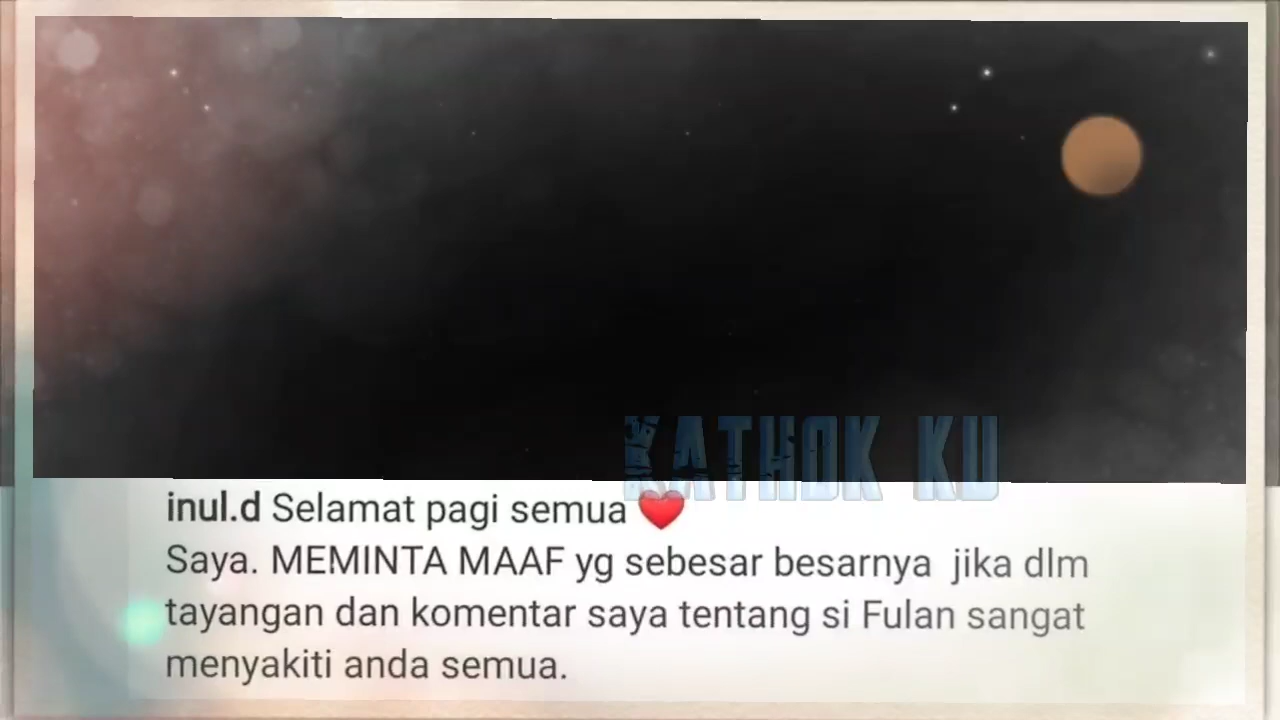 KATHOK KU
inul.d Selamat pagi semua ❤️
Saya. MEMINTA MAAF yg sebesar besarnya  jika dlm
tayangan dan komentar saya tentang si Fulan sangat
menyakiti anda semua.